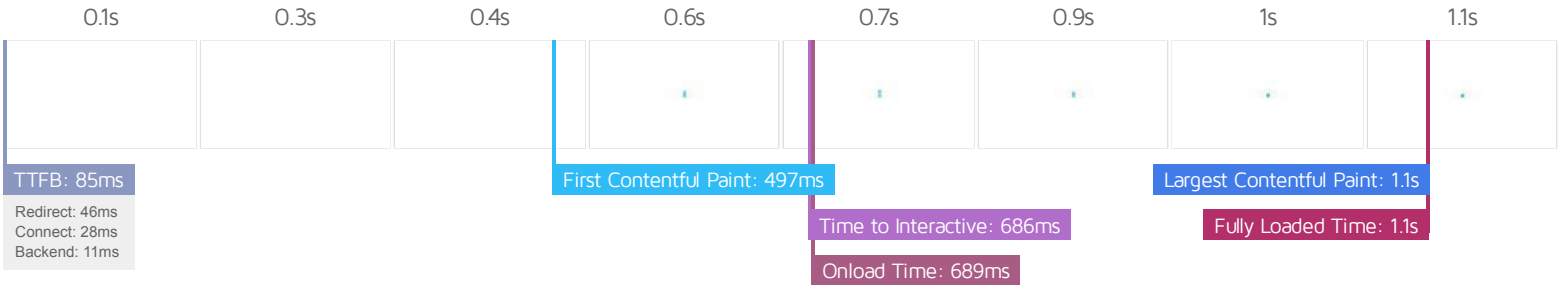 0.1s 0.3s 0.4s 0.6s 0.7s 0.9s 1s 1.1s
TTFB: 85ms
First Contentful Paint: 497ms
Largest Contentful Paint: 1.1s
Redirect: 46ms
Connect: 28ms
Backend: 11ms
Time to Interactive: 686ms
Fully Loaded Time: 1.1s
Onload Time: 689ms